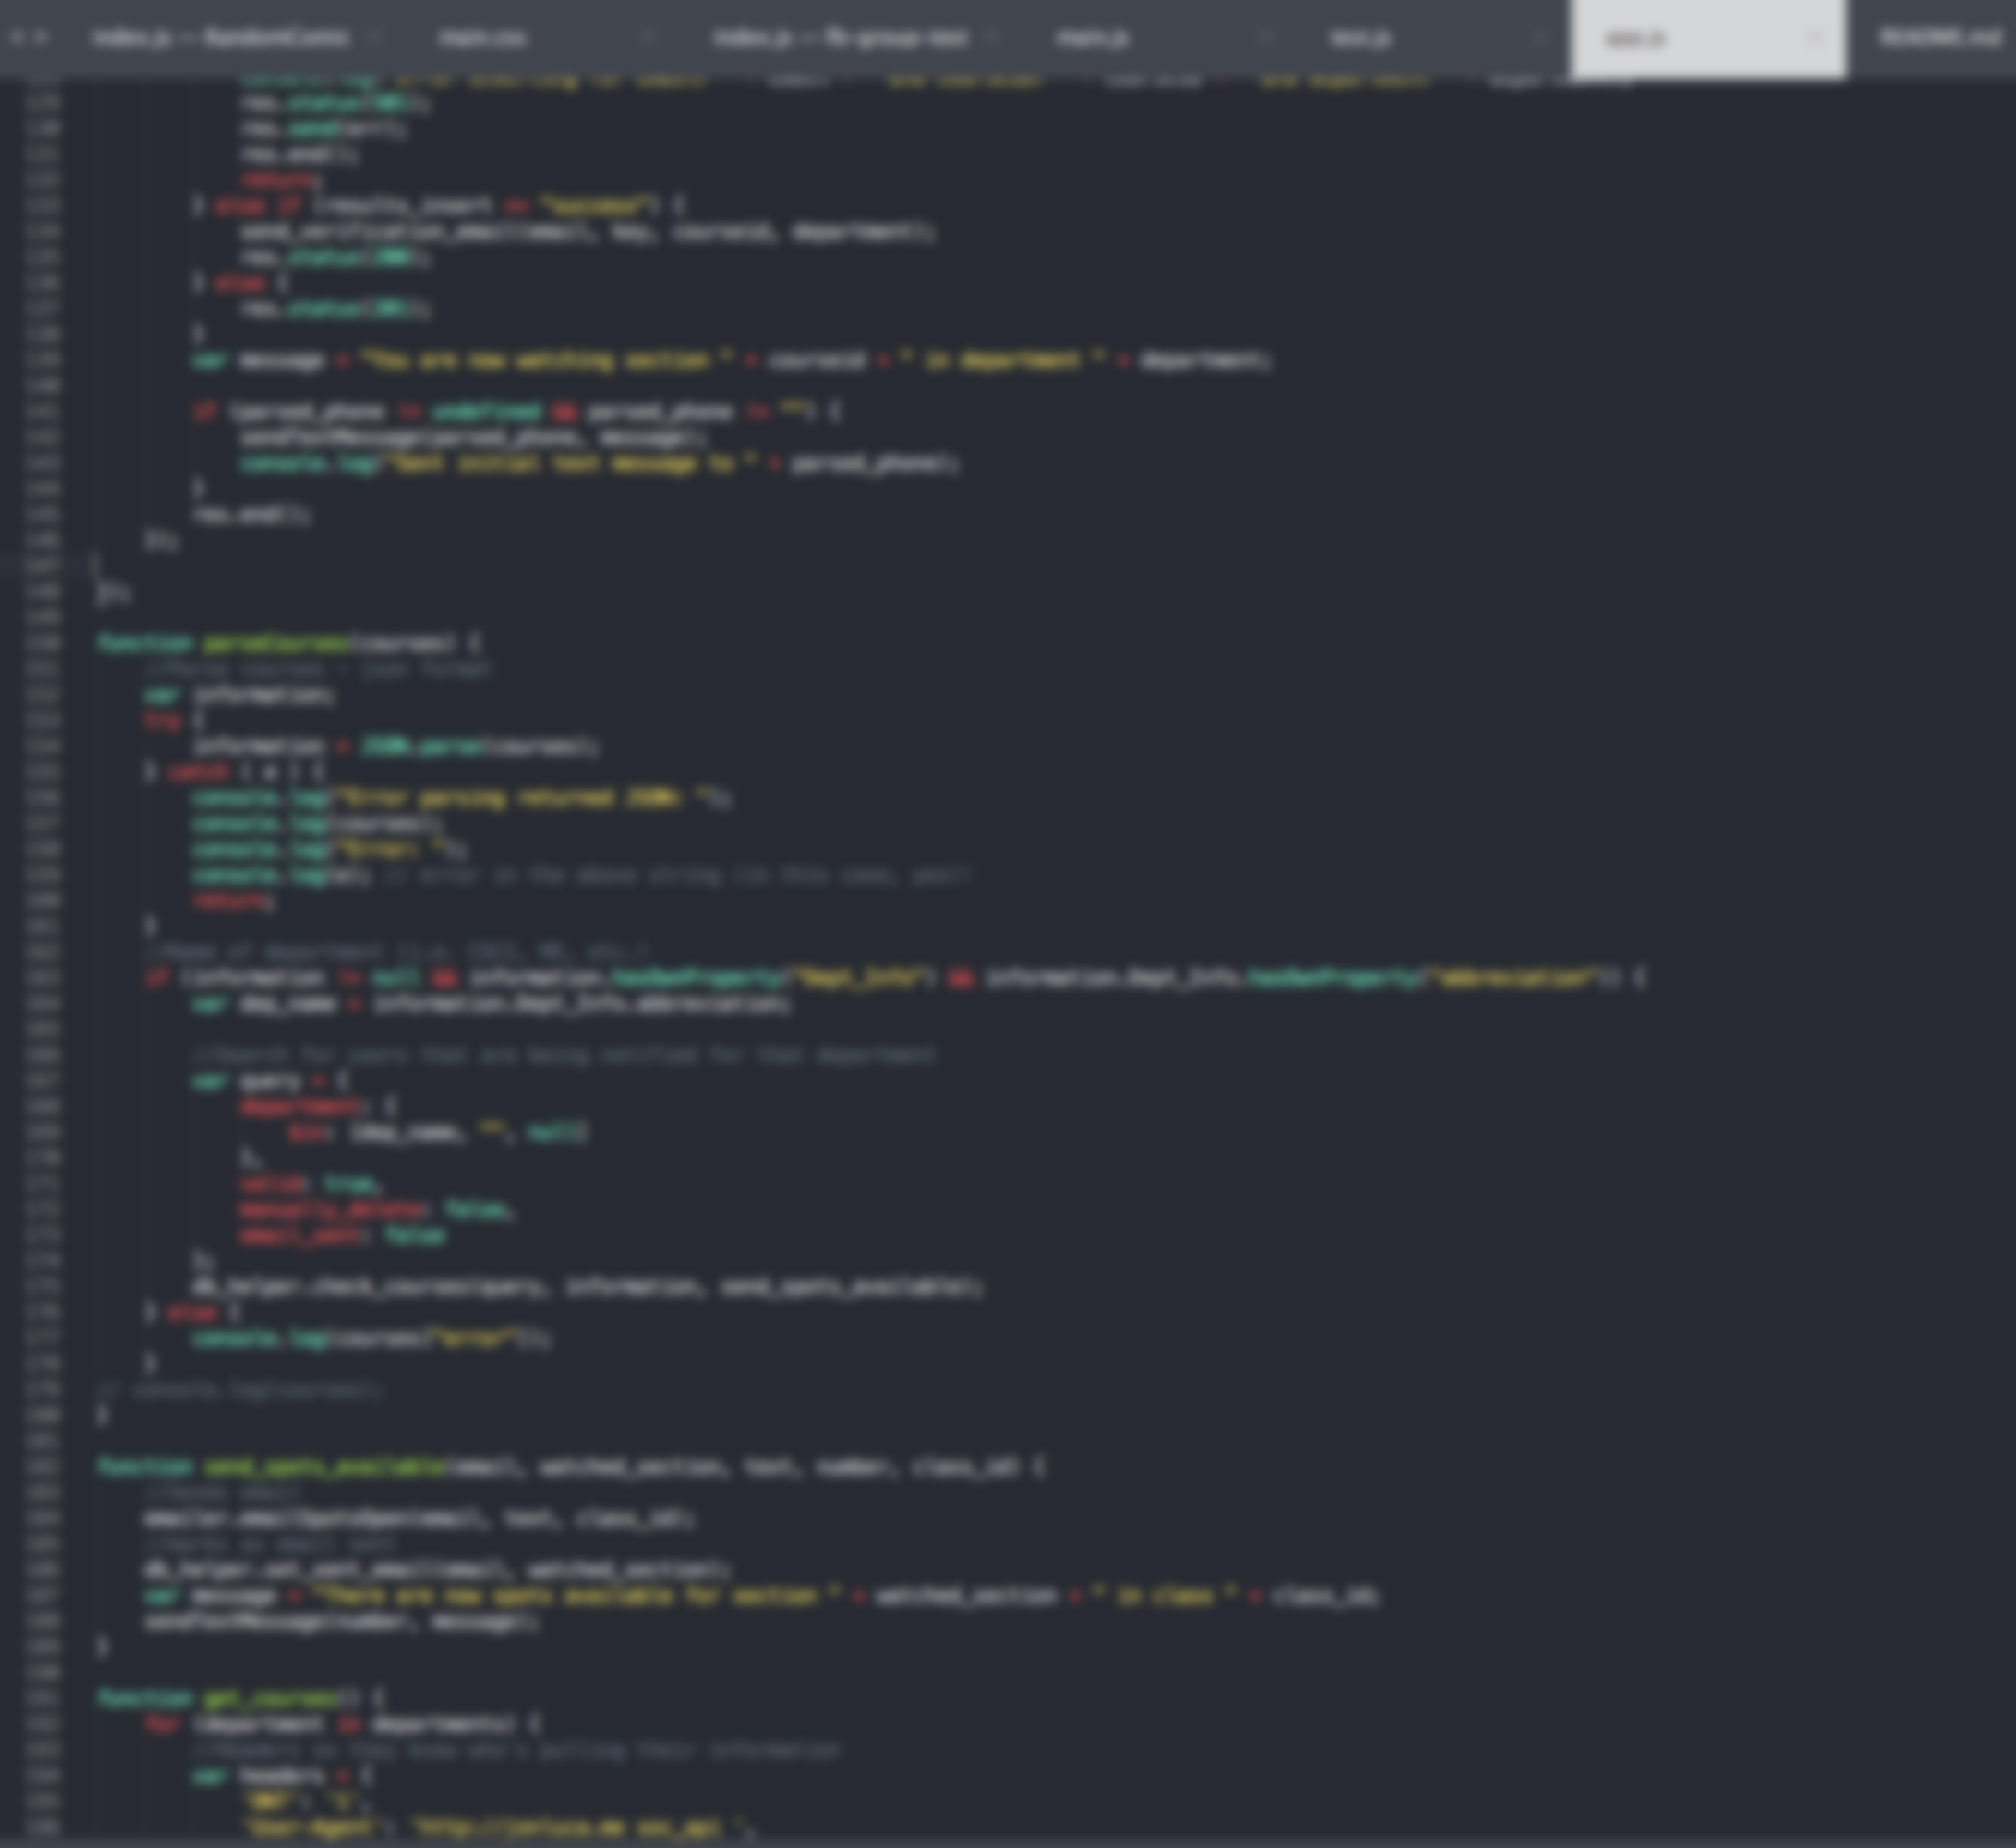 index.js — RandomComic main.css index.js — fb-group-test main.js test.js app.js README.md
res.status(501);
res.send(err);
res.end();
return;
} else if (results_insert == "success") {
send_verification_email(email, key, courseid, department);
res.status(200);
} else {
res.status(201);
}
var message = "You are now watching section " + courseid + " in department " + department;
if (parsed_phone != undefined && parsed_phone != "") {
sendTextMessage(parsed_phone, message);
console.log("Sent initial text message to " + parsed_phone);
}
res.end();
});
});
function parseCourses(courses) {
//Parse courses - json format
var information;
try {
information = JSON.parse(courses);
} catch ( e ) {
console.log("Error parsing returned JSON: ");
console.log(courses);
console.log("Error: ");
console.log(e); // error in the above string (in this case, yes)!
return;
}
//Name of department (i.e. CSCI, ME, etc.)
if (information != null && information.hasOwnProperty("Dept_Info") && information.Dept_Info.hasOwnProperty("abbreviation")) {
var dep_name = information.Dept_Info.abbreviation;
//Search for users that are being notified for that department
var query = {
department: {
$in: [dep_name, "", null]
},
valid: true,
manually_delete: false,
email_sent: false
};
db_helper.check_courses(query, information, send_spots_available);
} else {
console.log(courses["error"]);
}
// console.log(courses);
}
function send_spots_available(email, watched_section, text, number, class_id) {
//Sends email
emailer.emailSpotsOpen(email, text, class_id);
//marks as email sent
db_helper.set_sent_email(email, watched_section);
var message = "There are now spots available for section " + watched_section + " in class " + class_id;
sendTextMessage(number, message);
}
function get_courses() {
for (department in departments) {
//Headers so they know who's pulling their information
var headers = {
'DNT': '1',
'User-Agent': 'http://jonluca.me soc_api ',